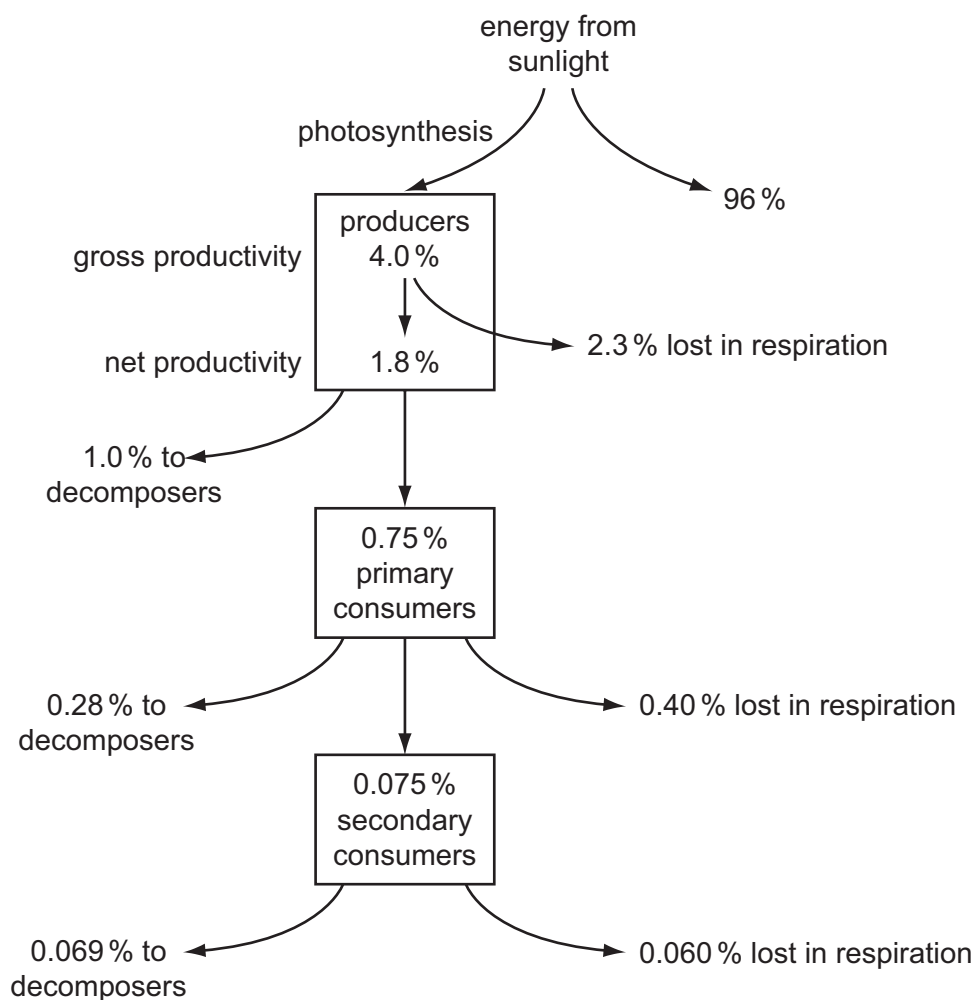 energy from
sunlight
photosynthesis
96 %
producers
gross productivity 4.0 %
2.3 % lost in respiration
net productivity 1.8 %
1.0 % to
decomposers
0.75 %
primary
consumers
0.28 % to
decomposers
0.40 % lost in respiration
0.075 %
secondary
consumers
0.069 % to
decomposers
0.060 % lost in respiration